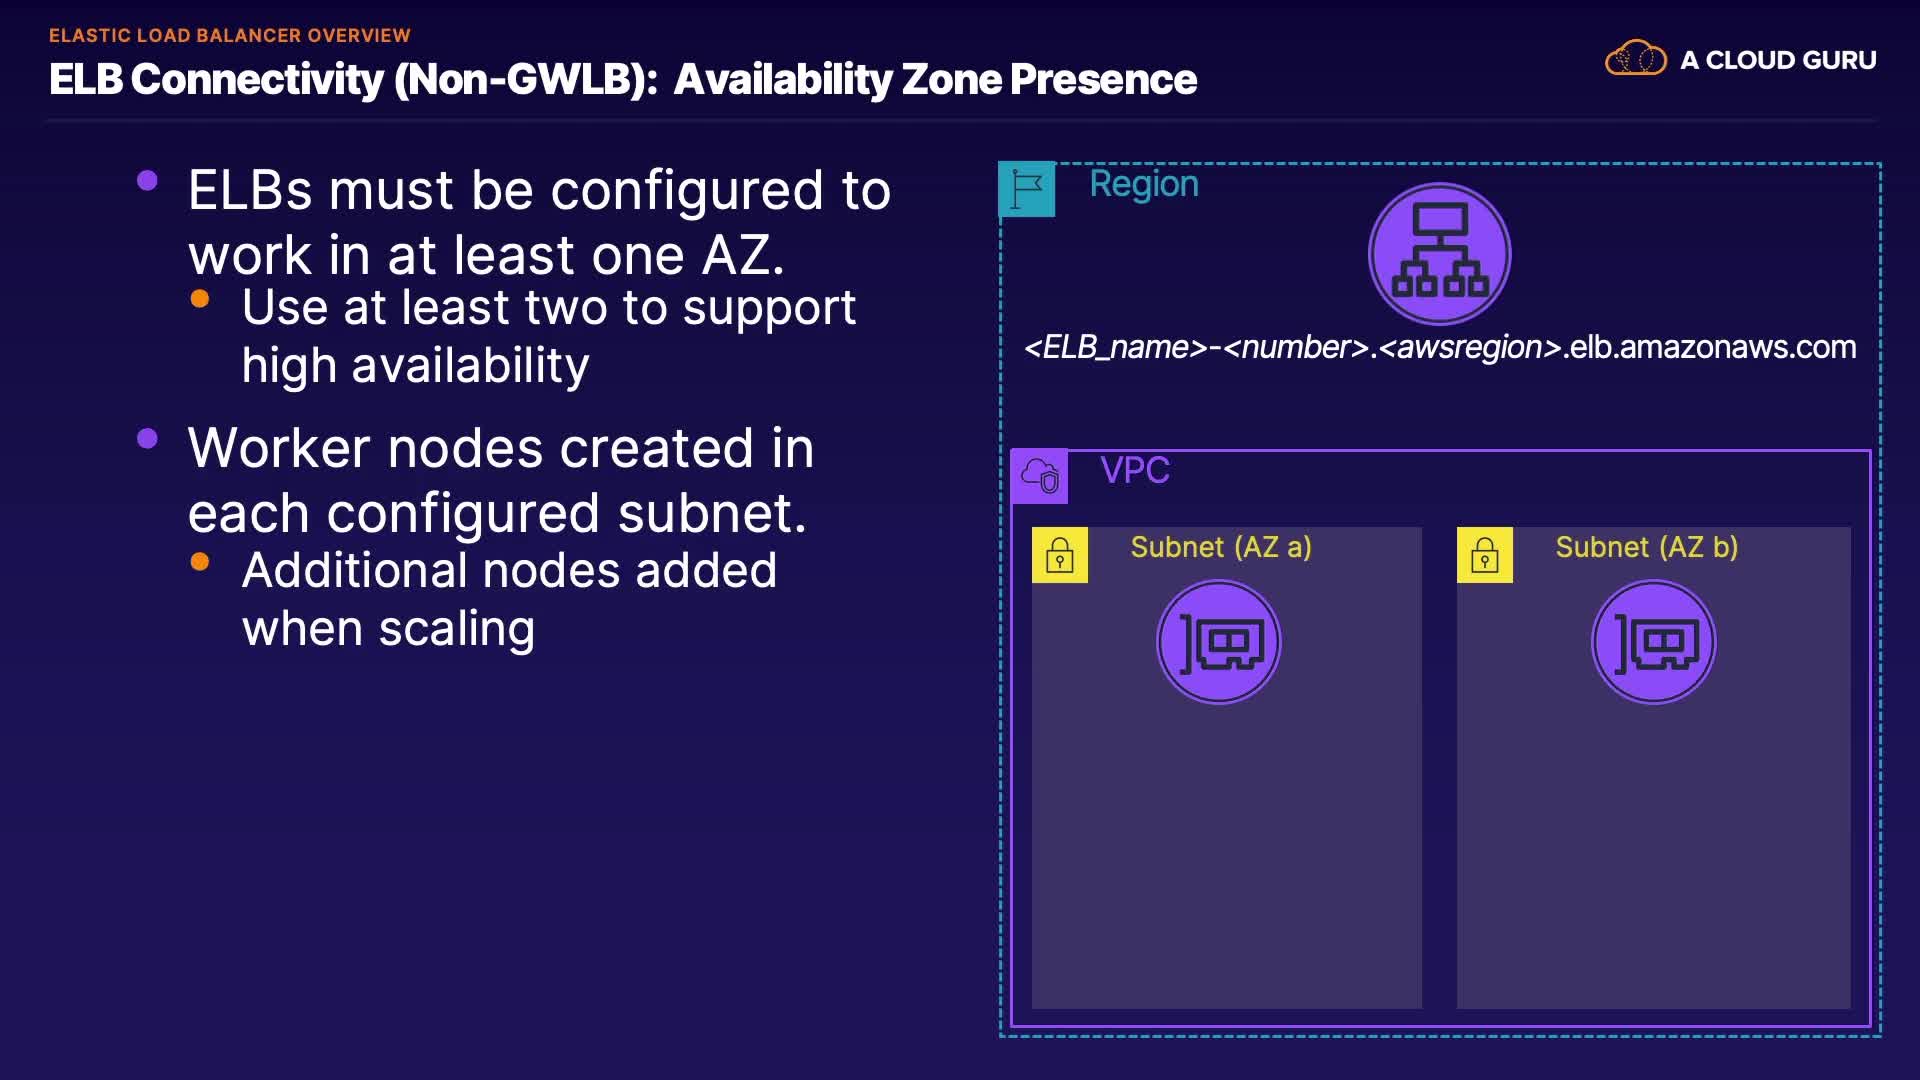 ELASTIC LOAD BALANCER OVERVIEW
ELB Connectivity (Non-GWLB): Availability Zone Presence
A CLOUD GURU
ELBs must be configured to
work in at least one AZ.
Use at least two to support
high availability
Worker nodes created in
each configured subnet.
Additional nodes added
when scaling
Region
<ELB_name>-<number>.<awsregion>.elb.amazonaws.com
VPC
Subnet (AZ a)
Subnet (AZ b)